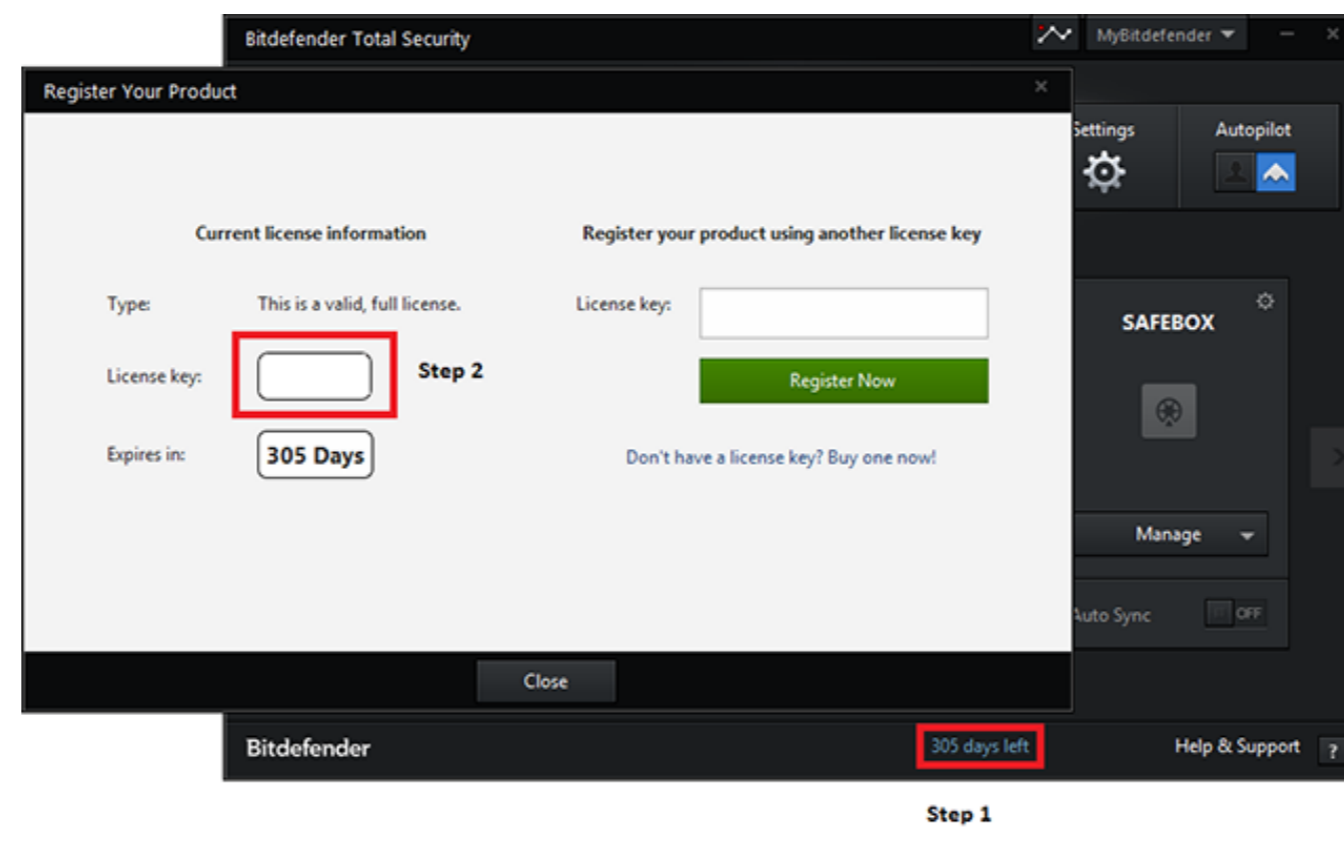 Bitdefender Total Security
MyBitdefender
Register Your Product
Settings
Autopilot
Current license information
Register your product using another license key
Type:
This is a valid, full license.
License key:
SAFEBOX
License key:
Step 2
Register Now
Expires in:
305 Days
Don't have a license key? Buy one now!
Manage
Auto Sync
OFF
Close
Bitdefender
305 days left
Help & Support
?
Step 1